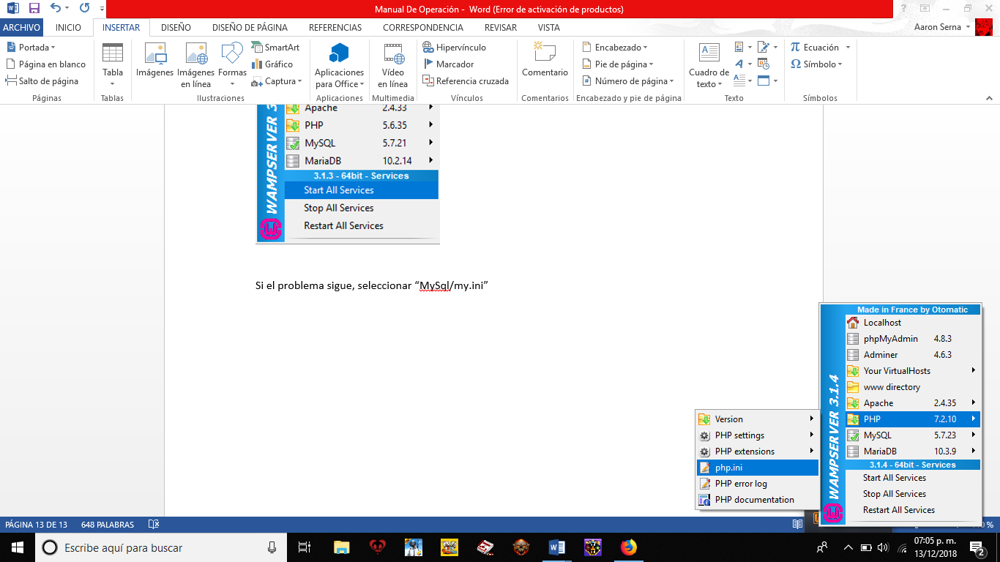 Manual De Operación - Word (Error de activación de productos)
ARCHIVO INICIO INSERTAR DISEÑO DISEÑO DE PÁGINA REFERENCIAS CORRESPONDENCIA REVISAR VISTA Aaron Serna
Portada
Página en blanco
Salto de página
Páginas
Tabla
Tablas
Imágenes
Imágenes en línea
Formas
SmartArt
Gráfico
Captura
Ilustraciones
Aplicaciones para Office
Aplicaciones
Vídeo en línea
Multimedia
Hipervínculo
Marcador
Referencia cruzada
Vínculos
Comentario
Comentarios
Encabezado
Pie de página
Número de página
Encabezado y pie de página
Cuadro de texto
Texto
Ecuación
Símbolo
Símbolos
WAMPSERVER 3
Apache 2.4.33
PHP 5.6.35
MySQL 5.7.21
MariaDB 10.2.14
3.1.3 - 64bit - Services
Start All Services
Stop All Services
Restart All Services
Si el problema sigue, seleccionar “MySql/my.ini”
Version
PHP settings
PHP extensions
php.ini
PHP error log
PHP documentation
WAMPSERVER 3.1.4
Made in France by Otomatic
Localhost
phpMyAdmin 4.8.3
Adminer 4.6.3
Your VirtualHosts
www directory
Apache 2.4.35
PHP 7.2.10
MySQL 5.7.23
MariaDB 10.3.9
3.1.4 - 64bit - Services
Start All Services
Stop All Services
Restart All Services
PÁGINA 13 DE 13 648 PALABRAS
Escribe aquí para buscar
07:05 p. m.
13/12/2018
2